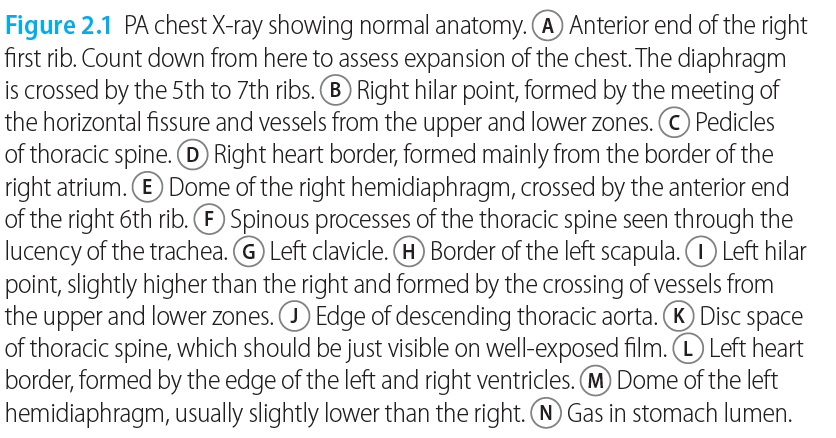 Figure 2.1 PA chest X-ray showing normal anatomy. A Anterior end of the right
first rib. Count down from here to assess expansion of the chest. The diaphragm
is crossed by the 5th to 7th ribs. B Right hilar point, formed by the meeting of
the horizontal fissure and vessels from the upper and lower zones. C Pedicles
of thoracic spine. D Right heart border, formed mainly from the border of the
right atrium. E Dome of the right hemidiaphragm, crossed by the anterior end
of the right 6th rib. F Spinous processes of the thoracic spine seen through the
lucency of the trachea. G Left clavicle. H Border of the left scapula. I Left hilar
point, slightly higher than the right and formed by the crossing of vessels from
the upper and lower zones. J Edge of descending thoracic aorta. K Disc space
of thoracic spine, which should be just visible on well-exposed film. L Left heart
border, formed by the edge of the left and right ventricles. M Dome of the left
hemidiaphragm, usually slightly lower than the right. N Gas in stomach lumen.